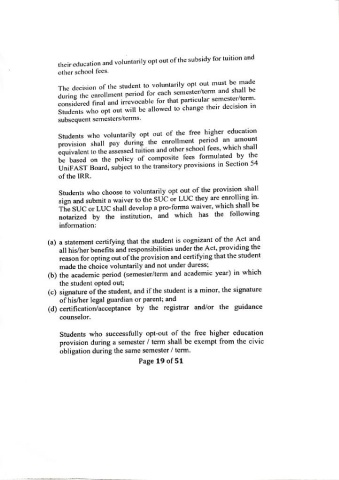 their education and voluntarily opt out of the subsidy for tuition and
other school fees.
The decision of the student to voluntarily opt out must be made
during the enrollment period for each semester/term and shall be
considered final and irrevocable for that particular semester/term.
Students who opt out will be allowed to change their decision in
subsequent semesters/terms.
Students who voluntarily opt out of the free higher education
provision shall pay during the enrollment period an amount
equivalent to the assessed tuition and other school fees, which shall
be based on the policy of composite fees formulated by the
UniFAST Board, subject to the transitory provisions in Section 54
of the IRR.
Students who choose to voluntarily opt out of the provision shall
sign and submit a waiver to the SUC or LUC they are enrolling in.
The SUC or LUC shall develop a pro-forma waiver, which shall be
notarized by the institution, and which has the following
information:
(a) a statement certifying that the student is cognizant of the Act and
all his/her benefits and responsibilities under the Act, providing the
reason for opting out of the provision and certifying that the student
made the choice voluntarily and not under duress;
(b) the academic period (semester/term and academic year) in which
the student opted out;
(c) signature of the student, and if the student is a minor, the signature
of his/her legal guardian or parent; and
(d) certification/acceptance by the registrar and/or the guidance
counselor.
Students who successfully opt-out of the free higher education
provision during a semester / term shall be exempt from the civic
obligation during the same semester / term.
Page 19 of 51